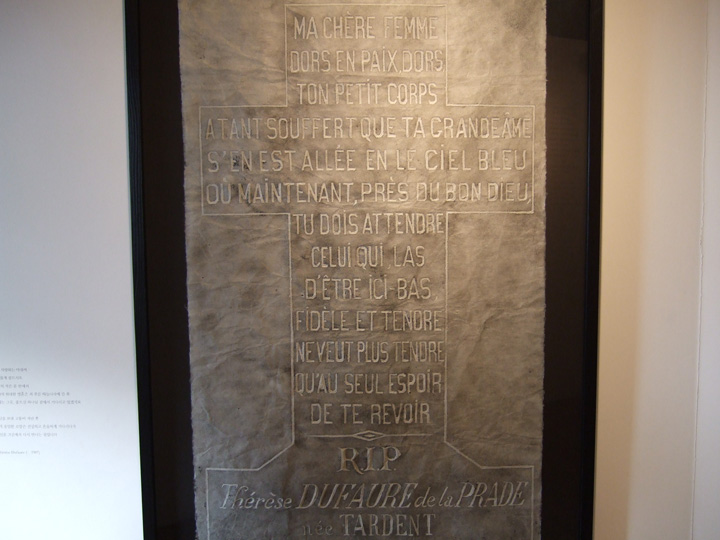 MA CHÈRE FEMME
DORS EN PAIX, DORS
TON PETIT CORPS
A TANT SOUFFERT QUE TA GRANDE ÂME
S'EN EST ALLÉE EN LE CIEL BLEU
OÙ MAINTENANT, PRÉS DU BON DIEU,
TU DOIS ATTENDRE
CELUI QUI, LAS
D'ÊTRE ICI-BAS,
FIDÈLE ET TENDRE
NE VEUT PLUS TENDRE
QU'AU SEUL ESPOIR
DE TE REVOIR
R.I.P.
Thérèse DUFAURE de la PRADE
née TARDENT